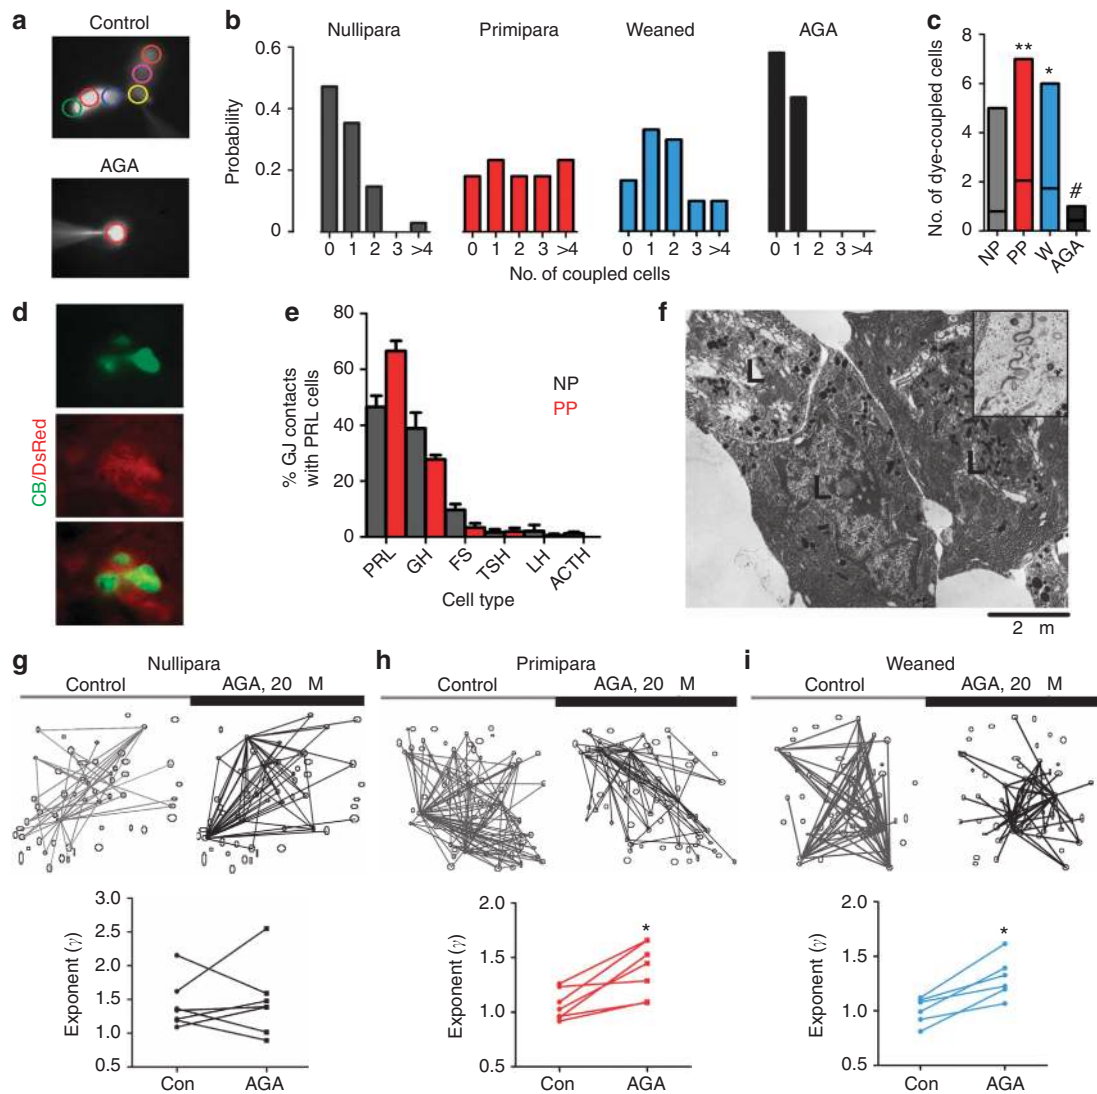 a
Control
AGA
b
Nullipara
Primipara
Weaned
AGA
Probability
0.6
0.4
0.2
0
0 1 2 3 >4
0 1 2 3 >4
0 1 2 3 >4
0 1 2 3 >4
No. of coupled cells
c
No. of dye-coupled cells
8
6
4
2
0
**
*
#
NP
PP
W
AGA
d
CB/DsRed
e
% GJ contacts
with PRL cells
80
60
40
20
0
NP
PP
PRL
GH
FS
TSH
LH
ACTH
Cell type
f
L
L
L
2 m
g
Nullipara
Control
AGA, 20 M
Exponent (γ)
3.0
2.5
2.0
1.5
1.0
0.5
Con
AGA
h
Primipara
Control
AGA, 20 M
Exponent (γ)
2.0
1.5
1.0
0.5
*
Con
AGA
i
Weaned
Control
AGA, 20 M
Exponent (γ)
2.0
1.5
1.0
0.5
*
Con
AGA